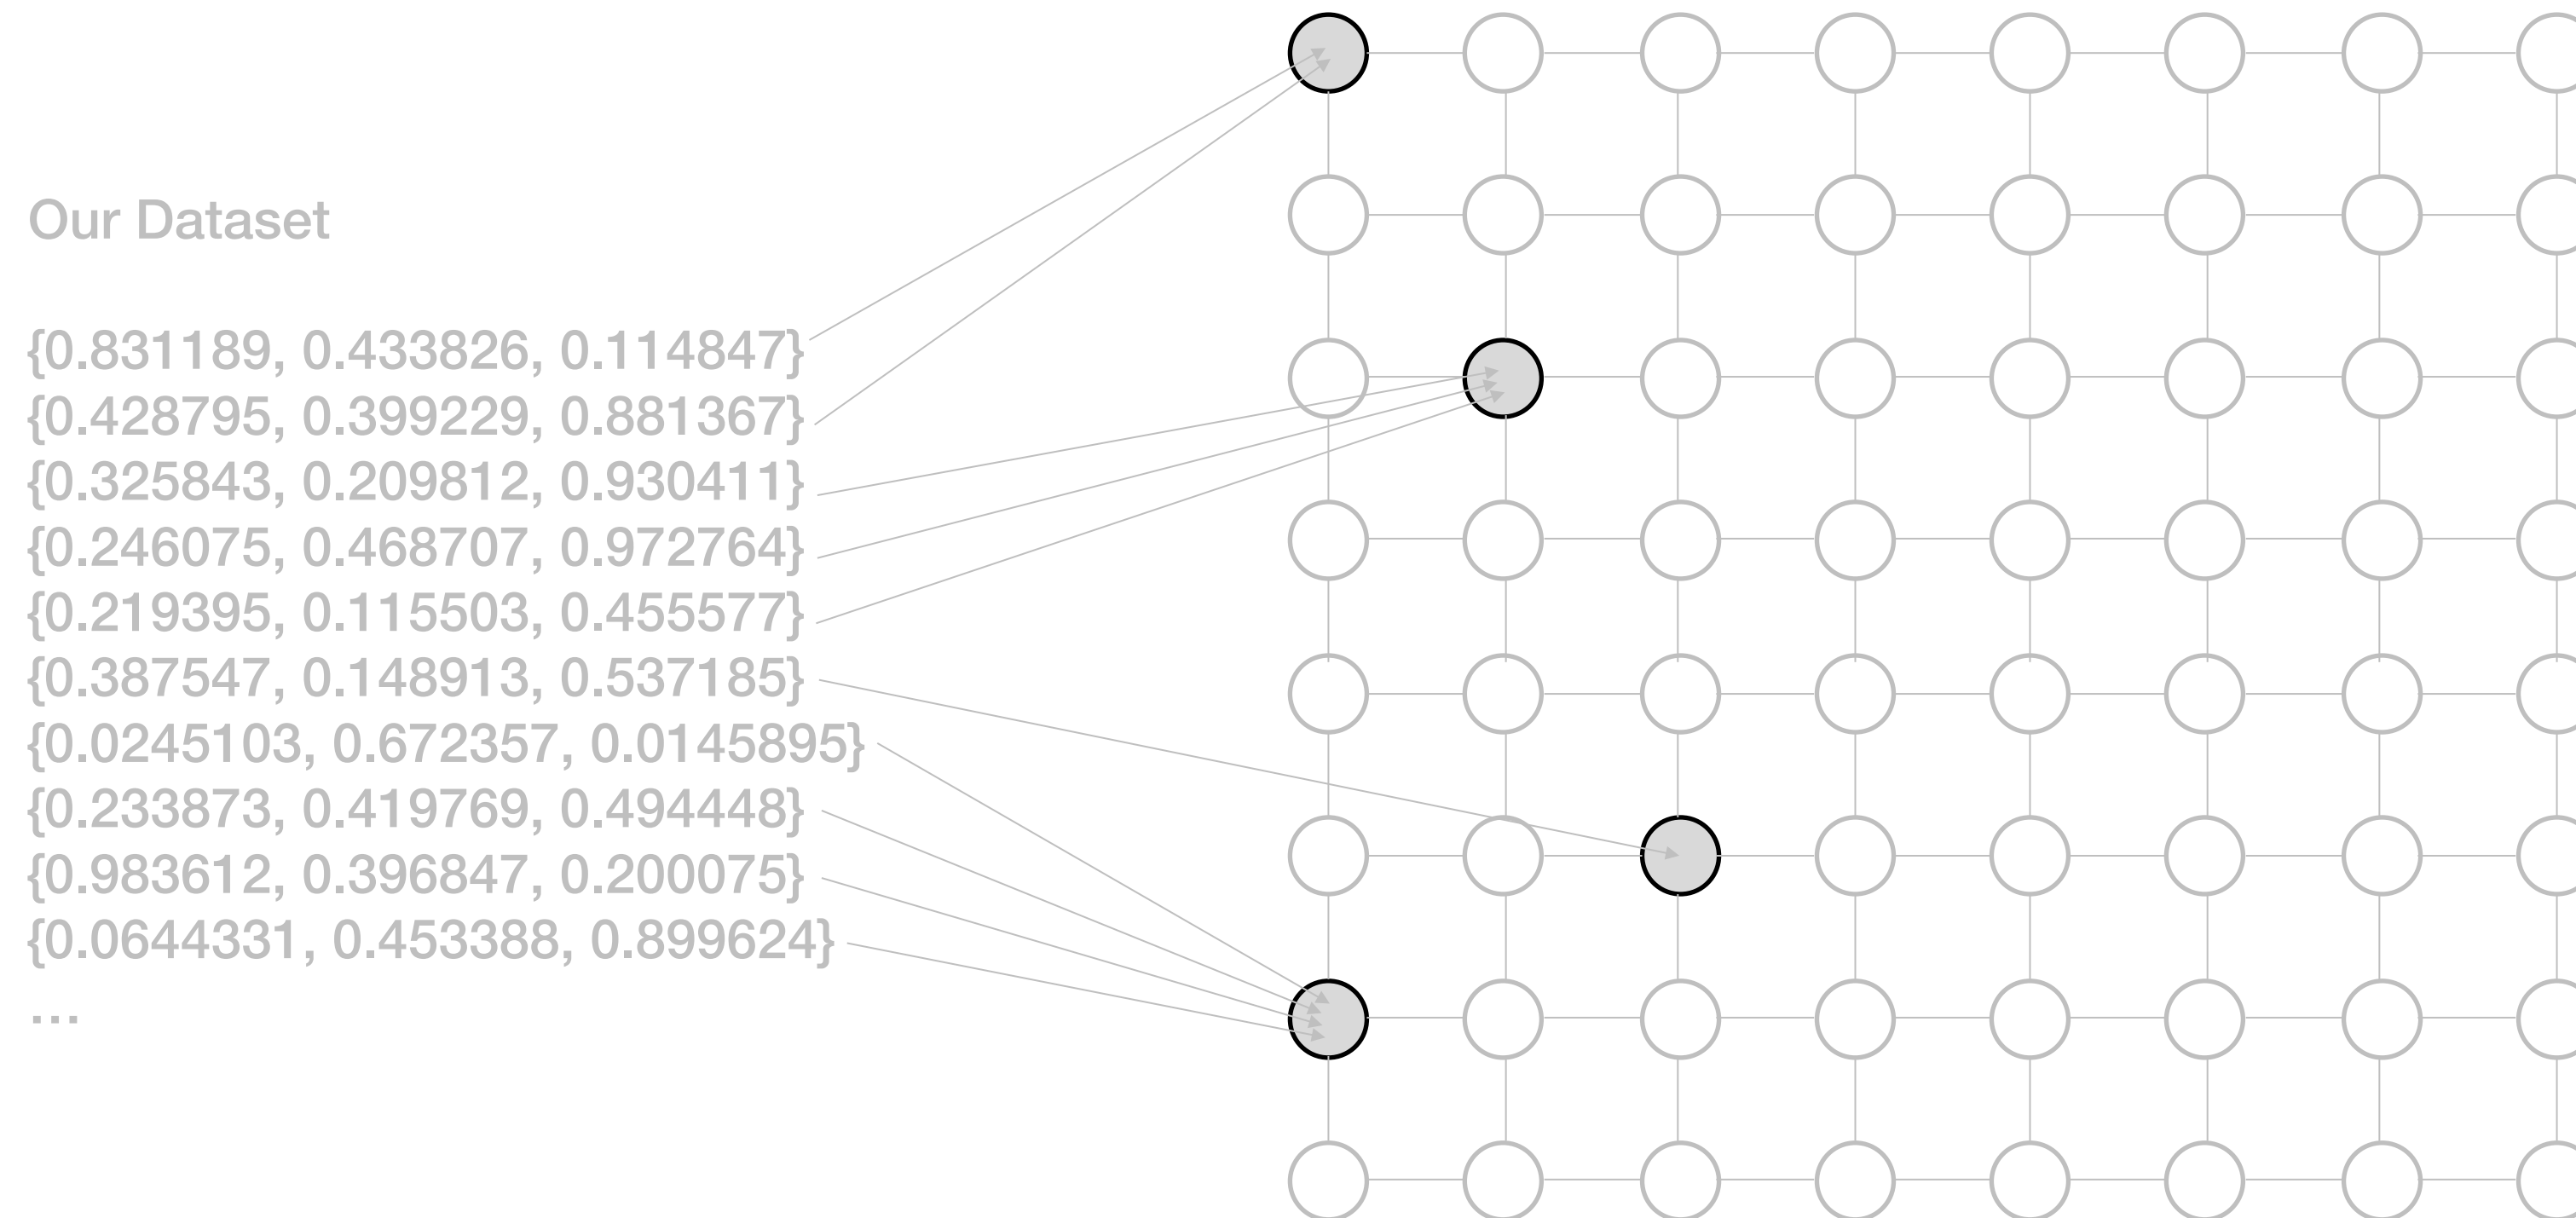 Our Dataset
{0.831189, 0.433826, 0.114847}
{0.428795, 0.399229, 0.881367}
{0.325843, 0.209812, 0.930411}
{0.246075, 0.468707, 0.972764}
{0.219395, 0.115503, 0.455577}
{0.387547, 0.148913, 0.537185}
{0.0245103, 0.672357, 0.0145895}
{0.233873, 0.419769, 0.494448}
{0.983612, 0.396847, 0.200075}
{0.0644331, 0.453388, 0.899624}
…